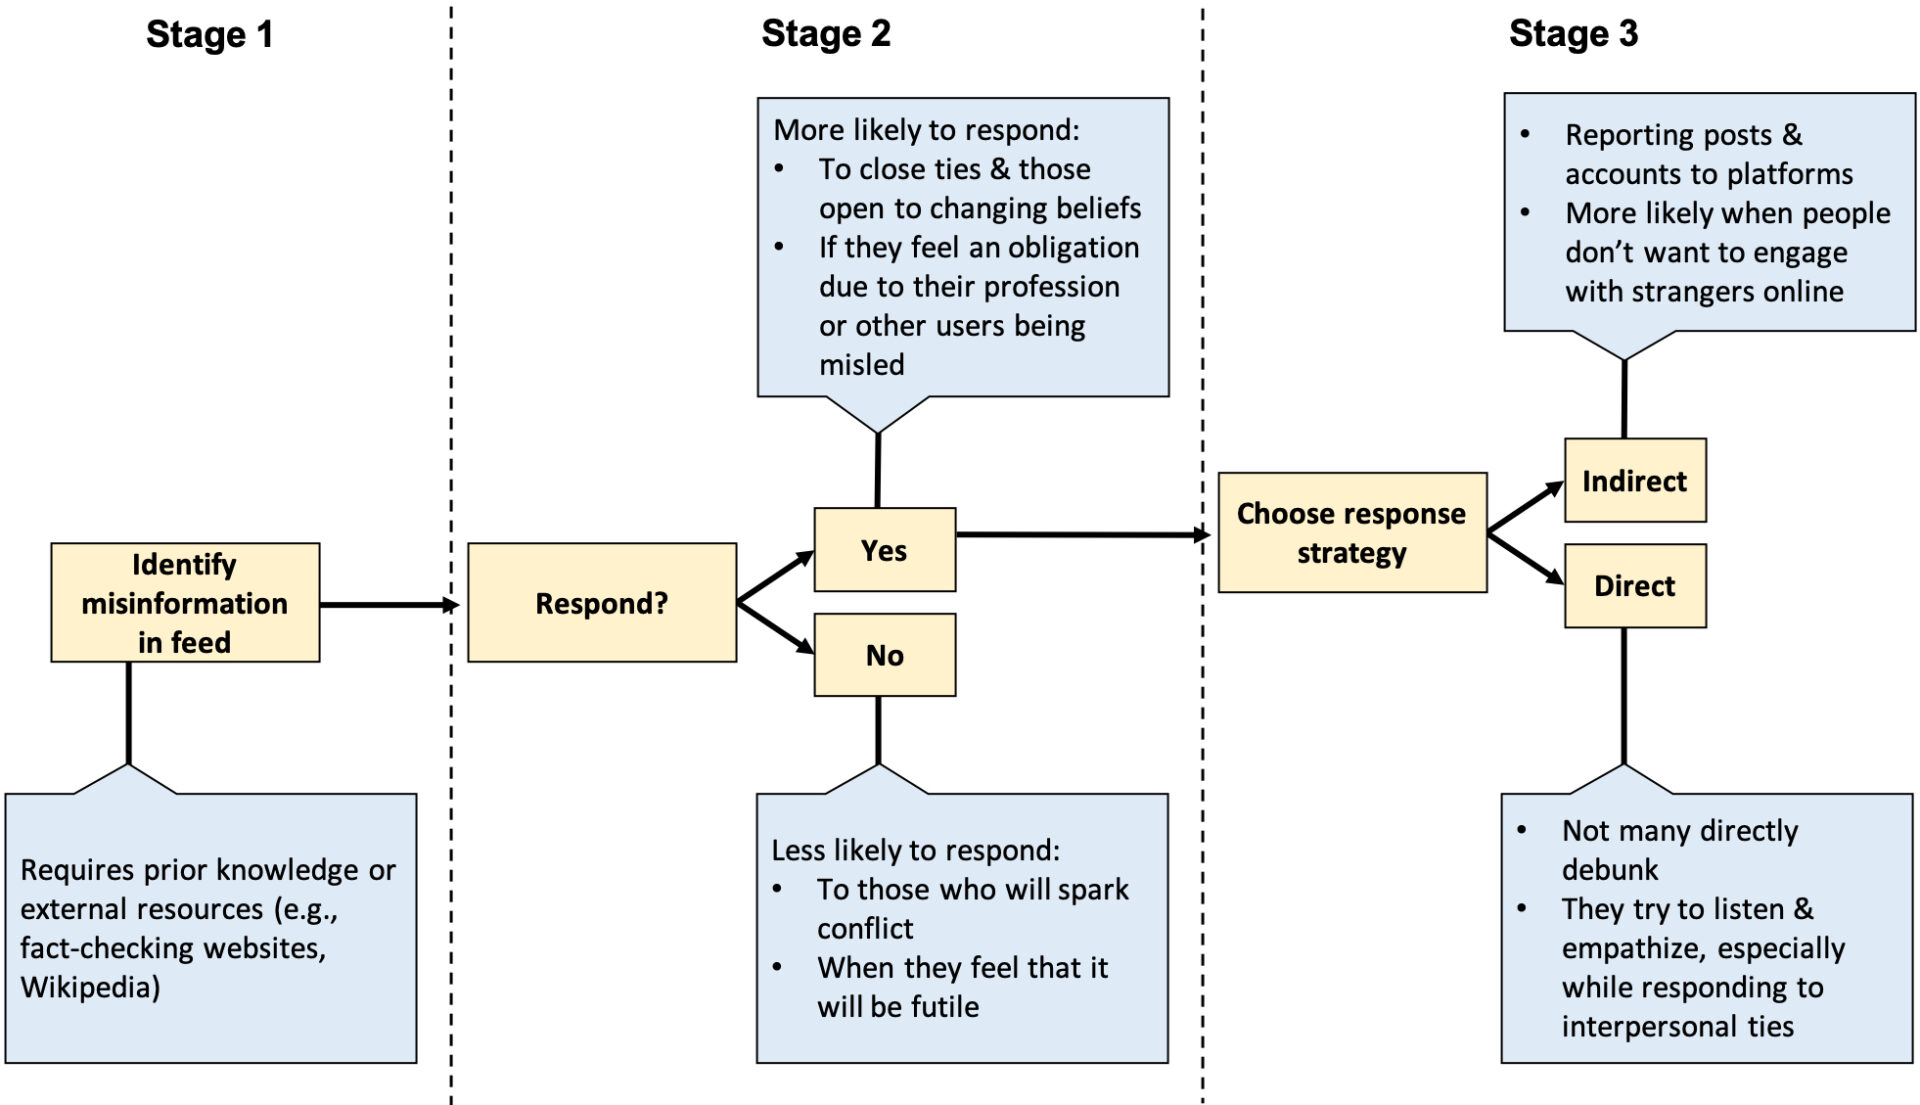 Stage 1
Stage 2
Stage 3
Identify
misinformation
in feed
Requires prior knowledge or
external resources (e.g.,
fact-checking websites,
Wikipedia)
More likely to respond:
• To close ties & those
open to changing beliefs
• If they feel an obligation
due to their profession
or other users being
misled
Respond?
Yes
No
Less likely to respond:
• To those who will spark
conflict
• When they feel that it
will be futile
• Reporting posts &
accounts to platforms
• More likely when people
don’t want to engage
with strangers online
Choose response
strategy
Indirect
Direct
• Not many directly
debunk
• They try to listen &
empathize, especially
while responding to
interpersonal ties